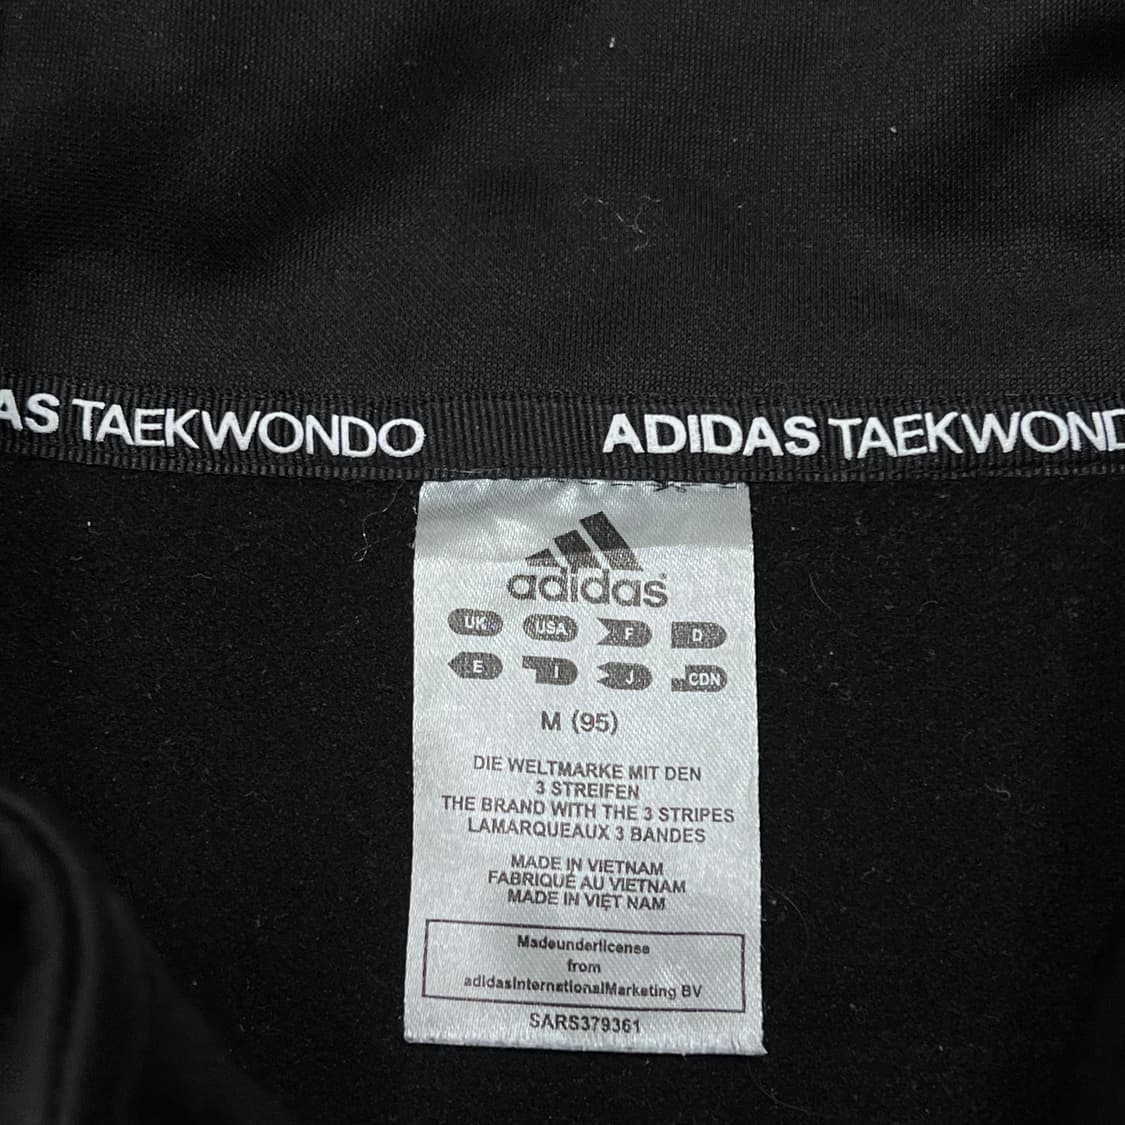 AS TAEKWONDO ADIDAS TAEKWOND
adidas
UK USA F D
E I J CDN
M (95)
DIE WELTMARKE MIT DEN
3 STREIFEN
THE BRAND WITH THE 3 STRIPES
LAMARQUEAUX 3 BANDES
MADE IN VIETNAM
FABRIQUÉ AU VIETNAM
MADE IN VIỆT NAM
Madeunderlicense
from
adidasInternationalMarketing BV
SARS379361